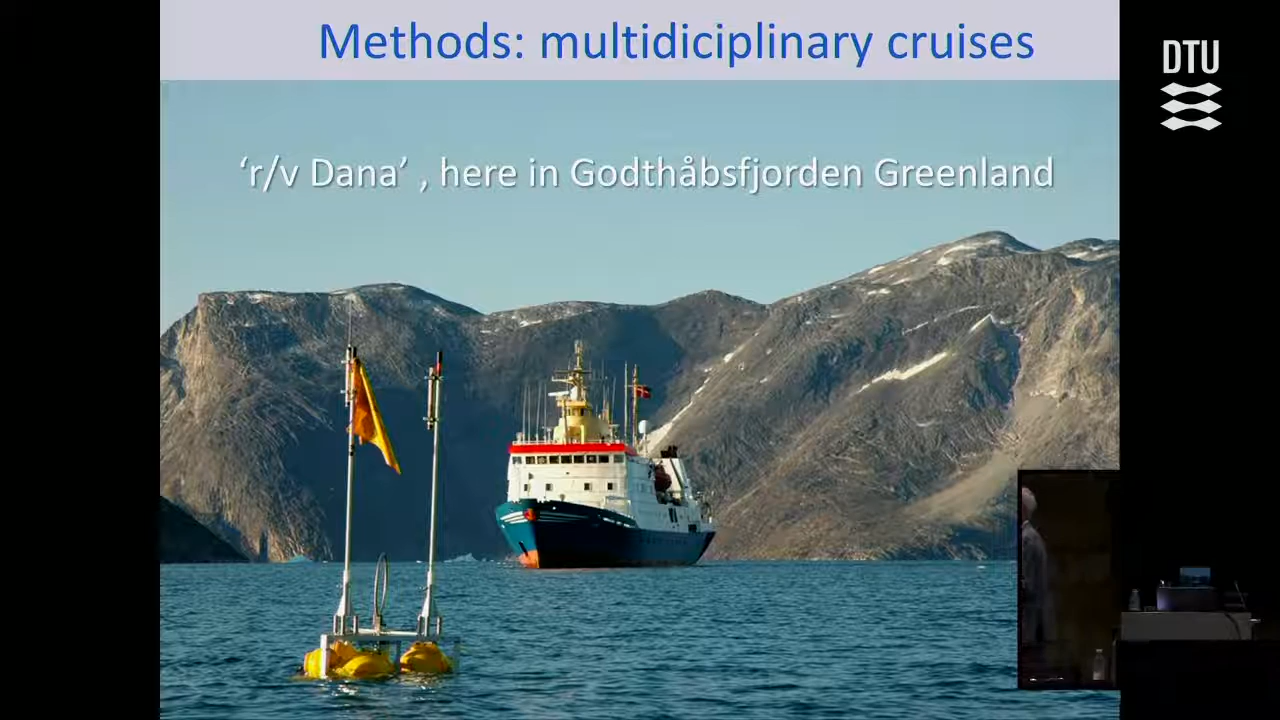 Methods: multidiciplinary cruises
DTU
‘r/v Dana’ , here in Godthåbsfjorden Greenland